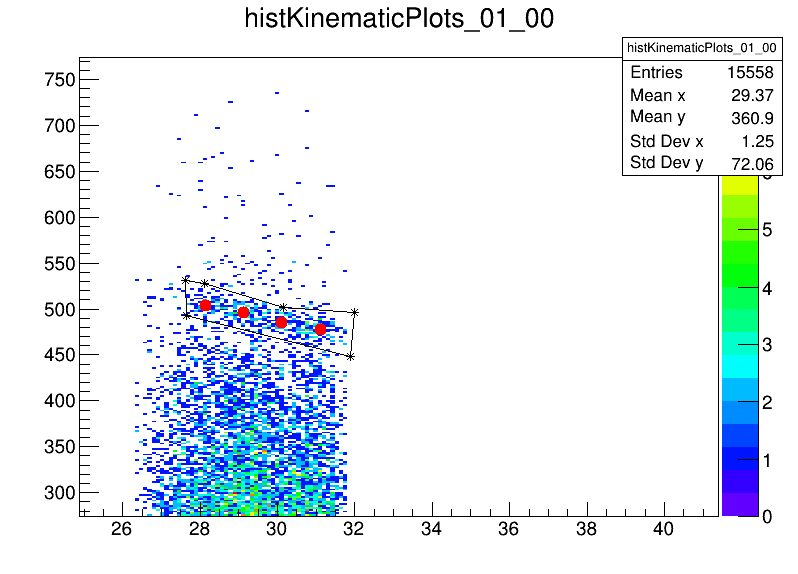 histKinematicPlots_01_00
histKinematicPlots_01_00
Entries 15558
Mean x 29.37
Mean y 360.9
Std Dev x 1.25
Std Dev y 72.06
750
700
650
600
550
500
450
400
350
300
5
4
3
2
1
0
26 28 30 32 34 36 38 40